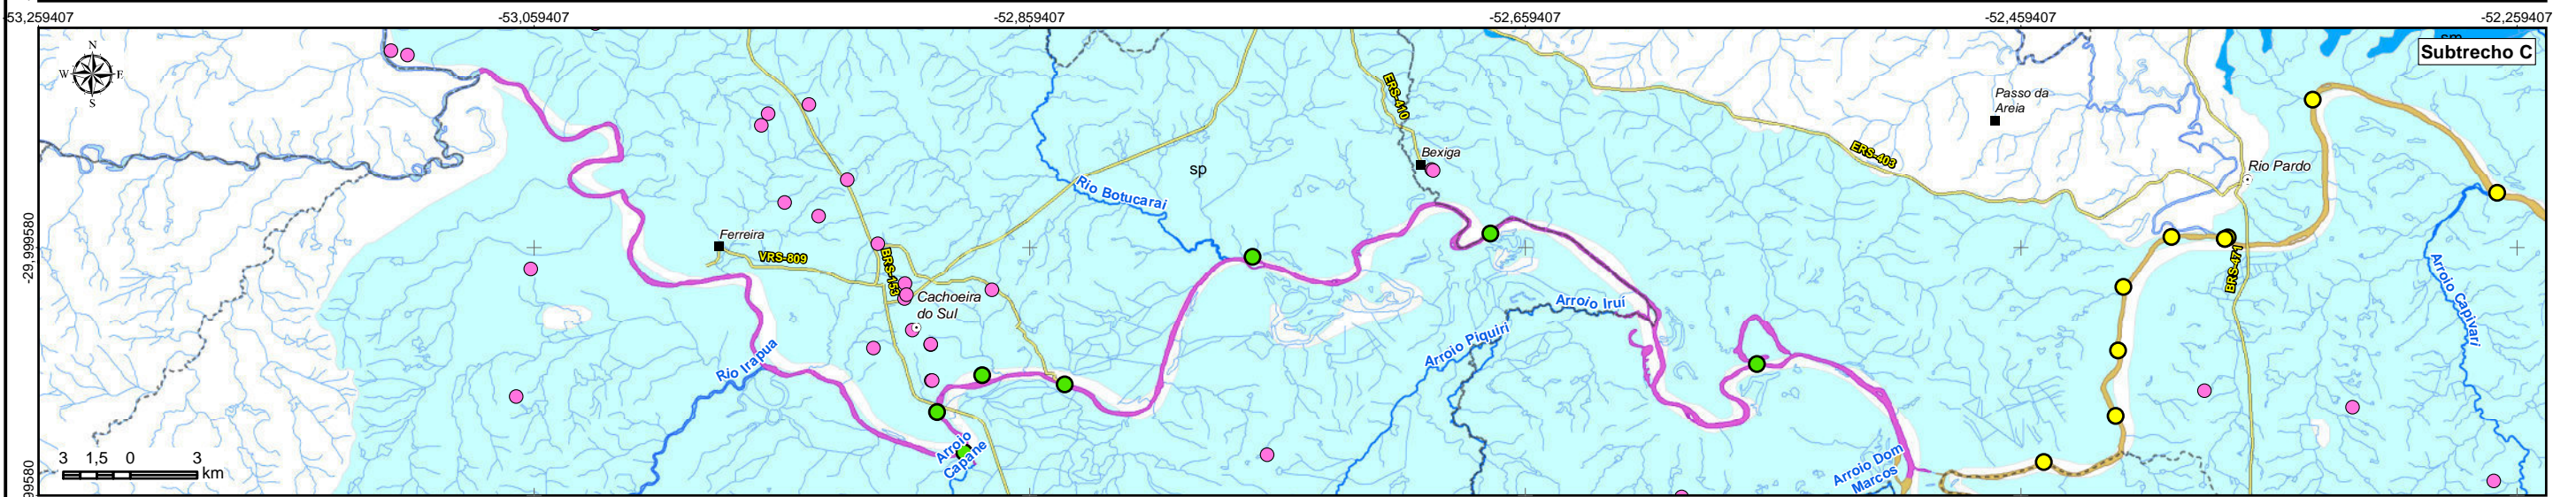 -53,259407 -53,059407 -52,859407 -52,659407 -52,459407 -52,259407
Subtrecho C
N
W E
S
ERS-410
Passo da
Areia
Bexiga
ERS-403
Rio Pardo
sp
Rio Botucaraí
Ferreira
VRS-809
BRS-153
-29,999580
BRS-471
Cachoeira
do Sul
Arroio Capivari
Arroio Iruí
Arroio Piquiri
Rio Irapua
Arroio
Capane
Arroio Dom
Marcos
3 1,5 0 3
km
99580